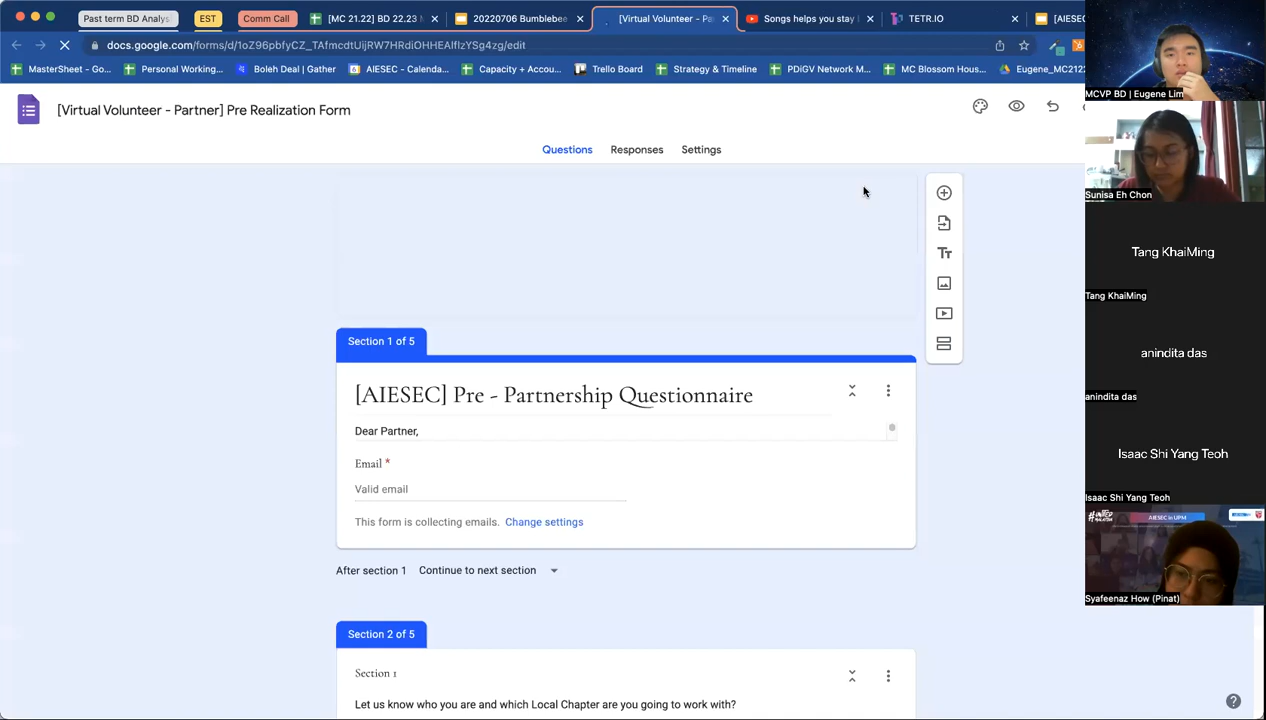 Past term BD Analys
EST
Comm Call
[MC 21.22] BD 22.23 M
20220706 Bumblebee
[Virtual Volunteer - Pa
Songs helps you stay
TETR.IO
[AIESEC
docs.google.com/forms/d/1oZ96pbfyCZ_TAfmcdtUijRW7HRdiOHHEAIflzYSg4zg/edit
MasterSheet - Go...
Personal Working...
Boleh Deal | Gather
AIESEC - Calenda...
Capacity + Accou...
Trello Board
Strategy & Timeline
PDiGV Network M...
MC Blossom Hous...
Eugene_MC2122
MCVP BD | Eugene Lim
[Virtual Volunteer - Partner] Pre Realization Form
Questions
Responses
Settings
Sunisa Eh Chon
Tang KhaiMing
Tang KhaiMing
Section 1 of 5
anindita das
anindita das
[AIESEC] Pre - Partnership Questionnaire
Dear Partner,
Email *
Valid email
This form is collecting emails. Change settings
Isaac Shi Yang Teoh
Isaac Shi Yang Teoh
AIESEC in UPM
After section 1 Continue to next section
Syafeenaz How (Pinat)
Section 2 of 5
Section 1
Let us know who you are and which Local Chapter are you going to work with?